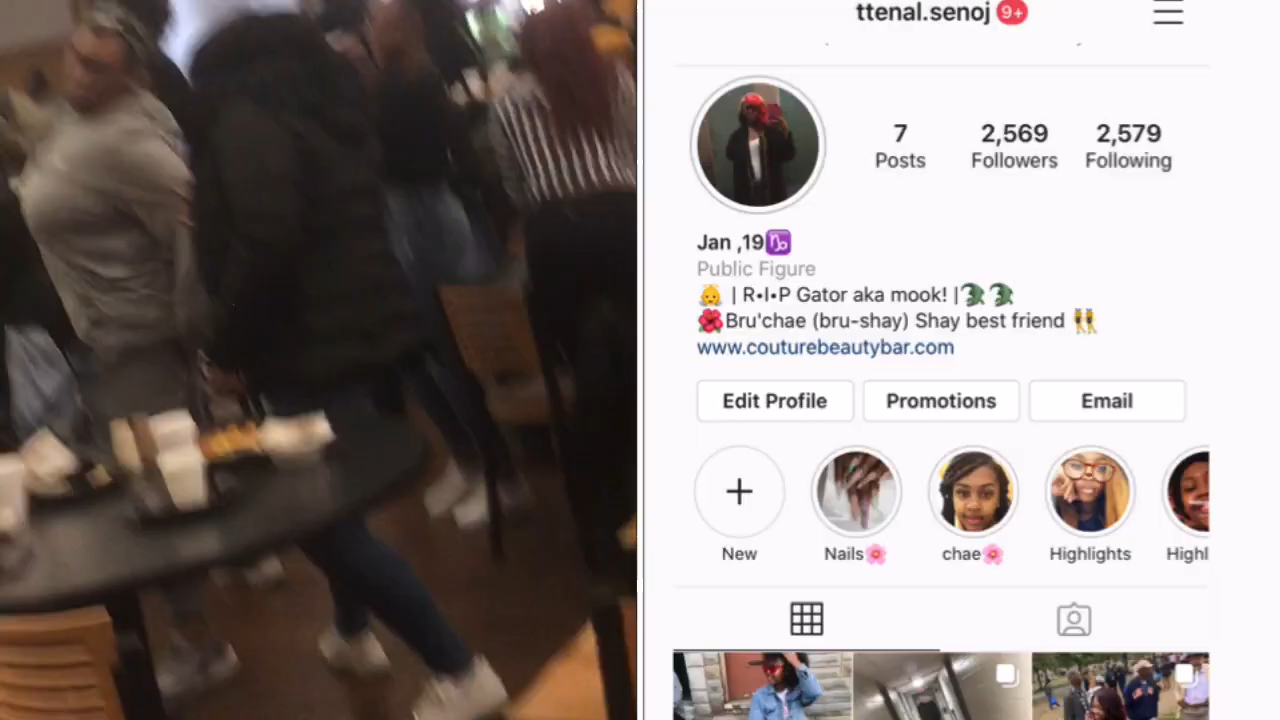 ttenal.senoj 9+
7 2,569 2,579
Posts Followers Following
Jan ,19♑
Public Figure
👼 | R•I•P Gator aka mook! |🐊🐊
🌺Bru'chae (bru-shay) Shay best friend 👯
www.couturebeautybar.com
Edit Profile Promotions Email
New Nails🌸 chae🌸 Highlights Highl